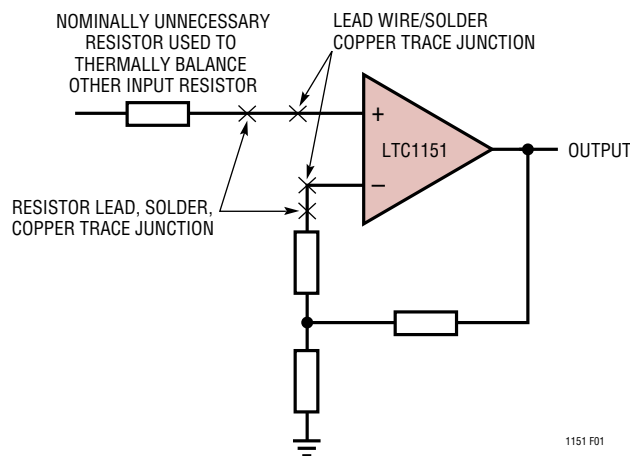 NOMINALLY UNNECESSARY
RESISTOR USED TO
THERMALLY BALANCE
OTHER INPUT RESISTOR
LEAD WIRE/SOLDER
COPPER TRACE JUNCTION
+
LTC1151
–
OUTPUT
RESISTOR LEAD, SOLDER,
COPPER TRACE JUNCTION
1151 F01